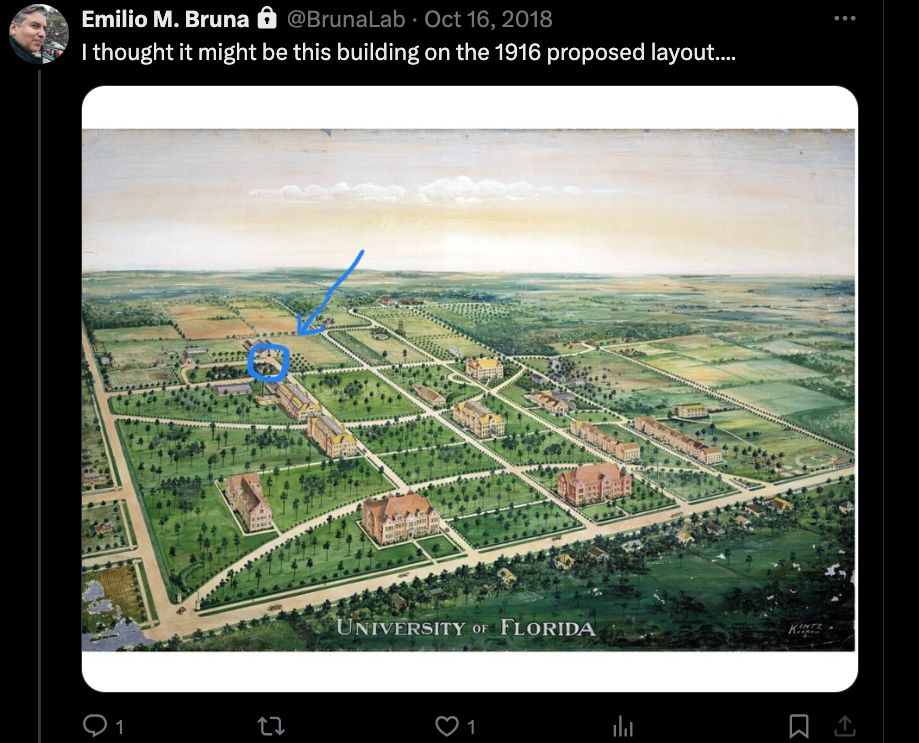 Emilio M. Bruna @BrunaLab · Oct 16, 2018
I thought it might be this building on the 1916 proposed layout....
UNIVERSITY OF FLORIDA
KINTZ
1
1